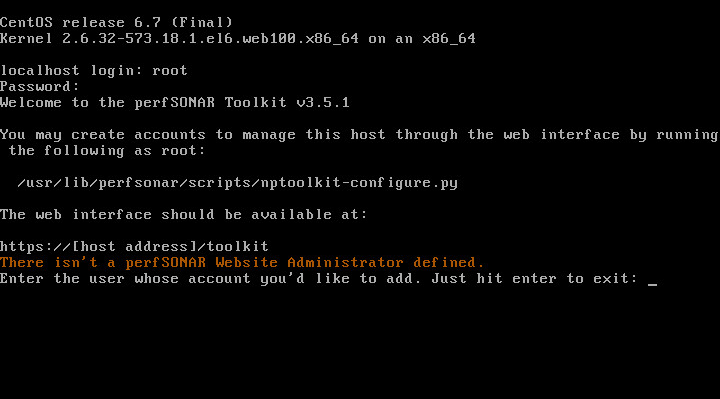 CentOS release 6.7 (Final)
Kernel 2.6.32-573.18.1.el6.web100.x86_64 on an x86_64
localhost login: root
Password:
Welcome to the perfSONAR Toolkit v3.5.1
You may create accounts to manage this host through the web interface by running
 the following as root:
  /usr/lib/perfsonar/scripts/nptoolkit-configure.py
The web interface should be available at:
https://[host address]/toolkit
There isn't a perfSONAR Website Administrator defined.
Enter the user whose account you'd like to add. Just hit enter to exit: _